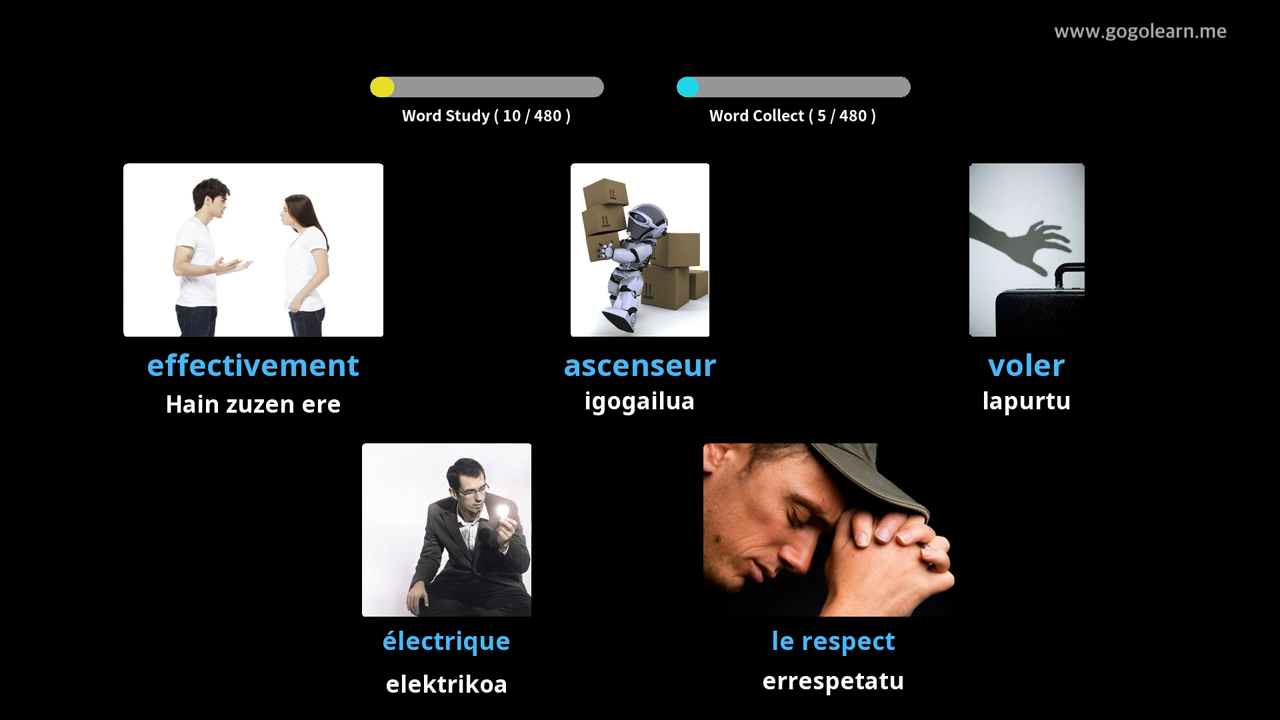 www.gogolearn.me
Word Study ( 10 / 480 )
Word Collect ( 5 / 480 )
effectivement
Hain zuzen ere
ascenseur
igogailua
voler
lapurtu
électrique
elektrikoa
le respect
errespetatu